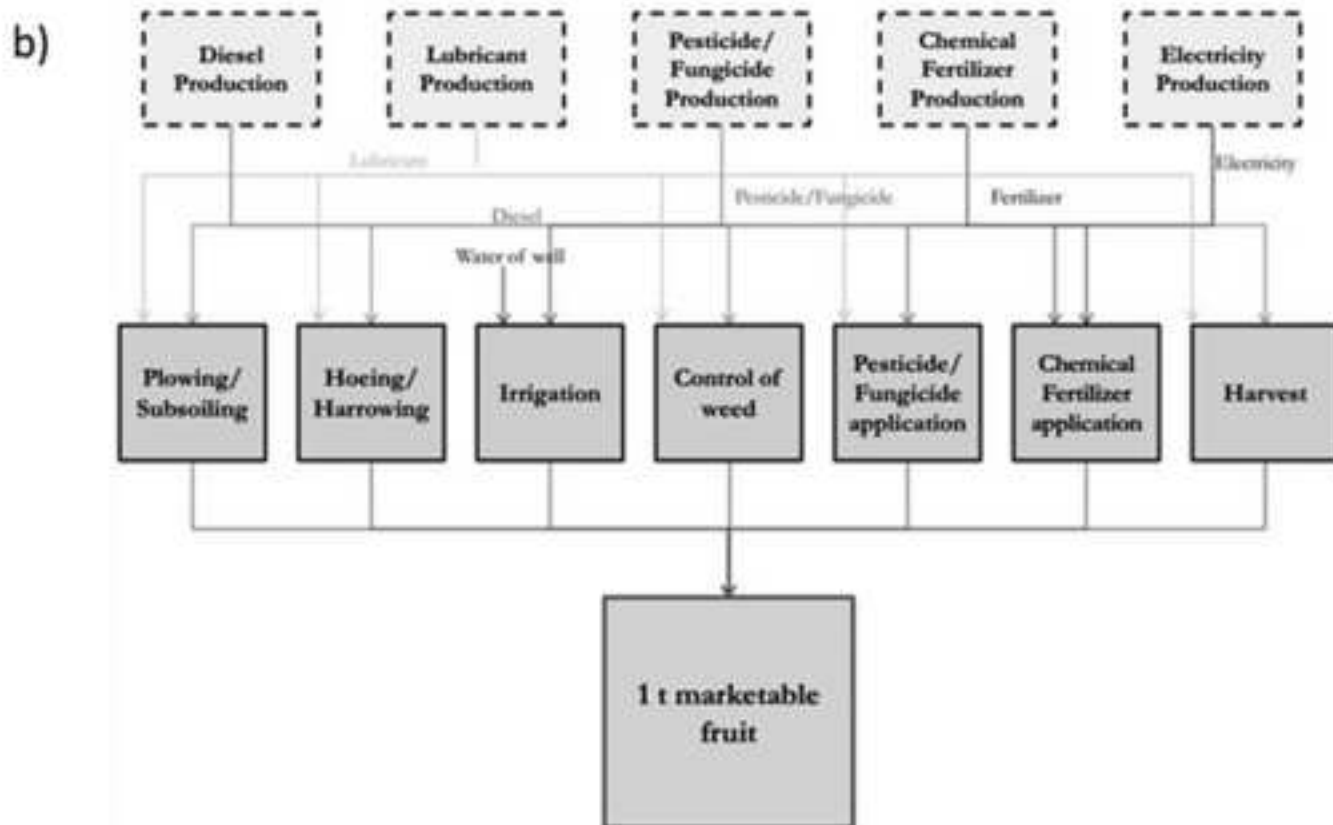 b)
Diesel
Production
Lubricant
Production
Pesticide/
Fungicide
Production
Chemical
Fertilizer
Production
Electricity
Production
Lubricant
Electricity
Pesticide/Fungicide
Fertilizer
Diesel
Water of well
Plowing/
Subsoiling
Hoeing/
Harrowing
Irrigation
Control of
weed
Pesticide/
Fungicide
application
Chemical
Fertilizer
application
Harvest
1 t marketable
fruit